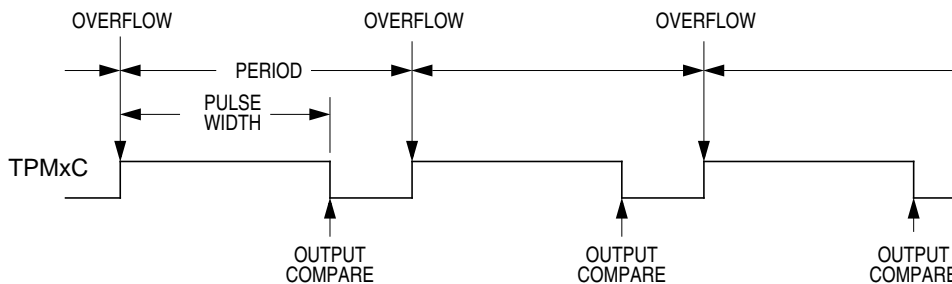 OVERFLOW OVERFLOW OVERFLOW
PERIOD
PULSE
WIDTH
TPMxC
OUTPUT
COMPARE
OUTPUT
COMPARE
OUTPUT
COMPARE